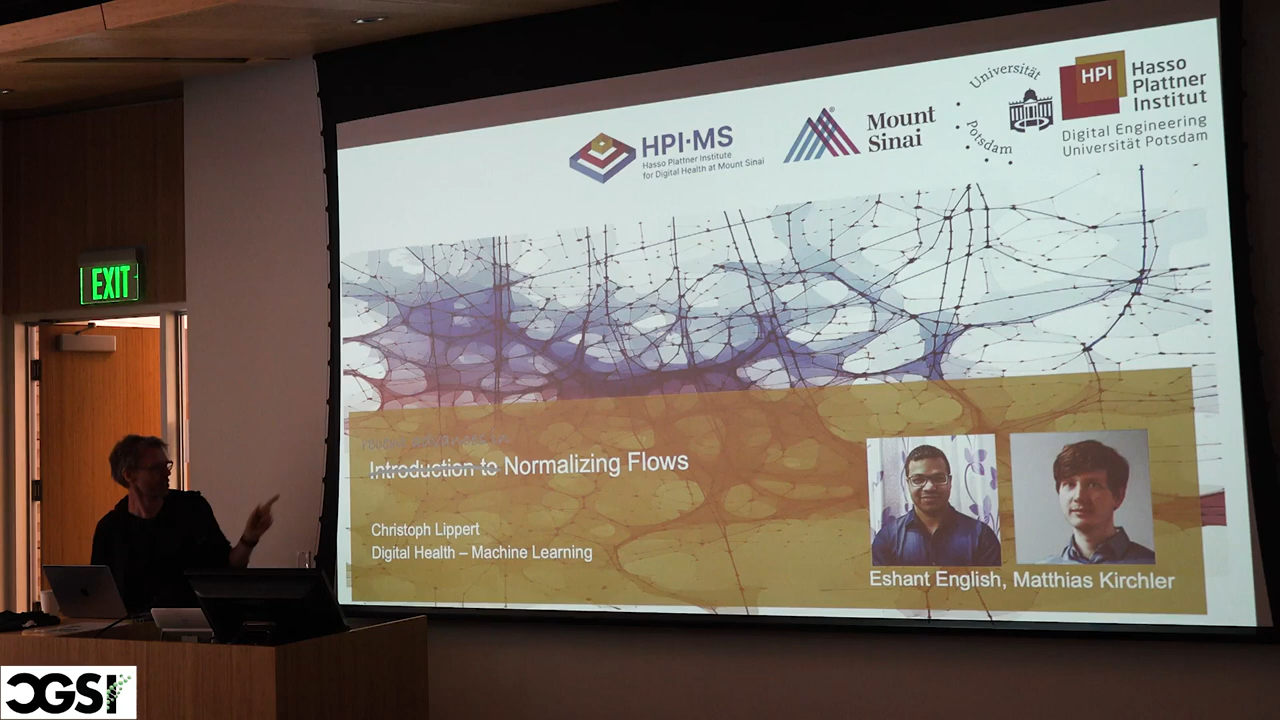 EXIT
HPI·MS
Hasso Plattner Institute
for Digital Health at Mount Sinai
Mount
Sinai
Universität
Potsdam
HPI
Hasso
Plattner
Institut
Digital Engineering
Universität Potsdam
Introduction to Normalizing Flows
Christoph Lippert
Digital Health – Machine Learning
Eshant English, Matthias Kirchler
CGSI